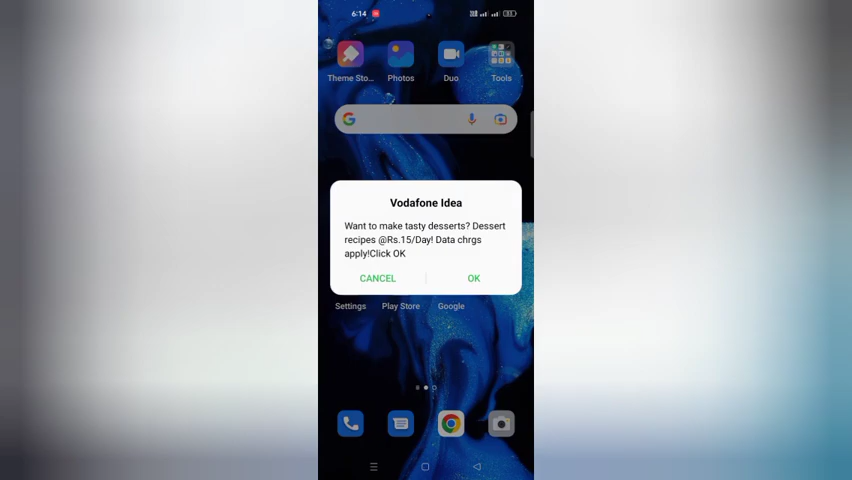 6:14
Theme Sto...
Photos
Duo
Tools
Vodafone Idea
Want to make tasty desserts? Dessert
recipes @Rs.15/Day! Data chrgs
apply!Click OK
CANCEL
OK
Settings
Play Store
Google